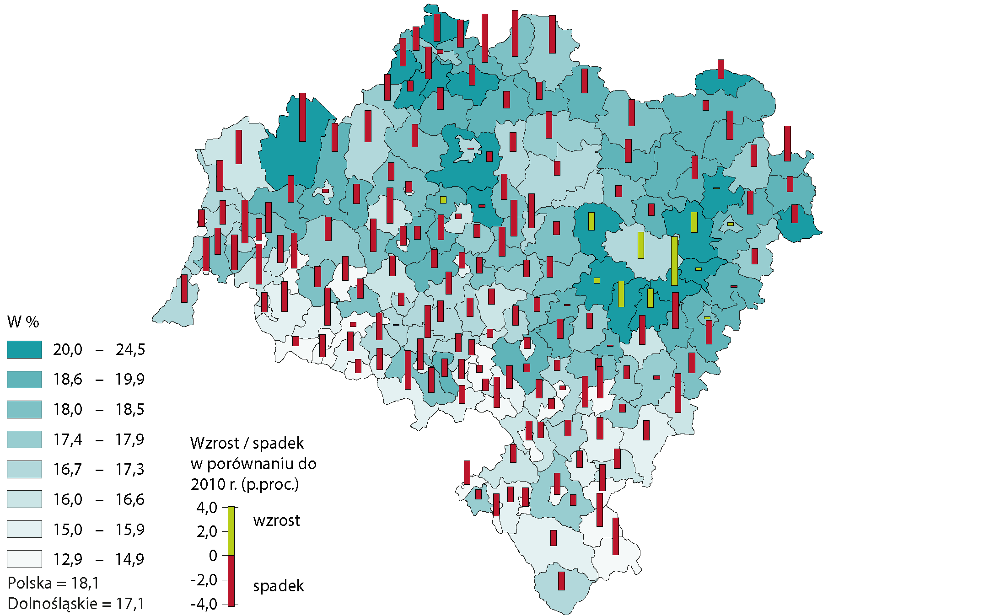 W %
20,0 – 24,5
18,6 – 19,9
18,0 – 18,5
17,4 – 17,9
16,7 – 17,3
16,0 – 16,6
15,0 – 15,9
12,9 – 14,9
Polska = 18,1
Dolnośląskie = 17,1
Wzrost / spadek
w porównaniu do
2010 r. (p.proc.)
4,0
wzrost
2,0
0
-2,0
spadek
-4,0